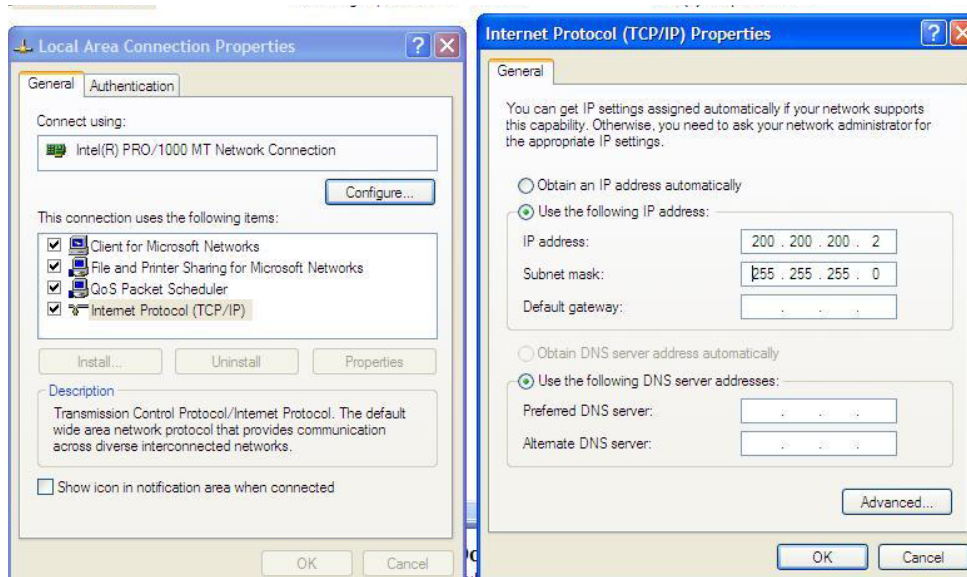 Local Area Connection Properties
General
Authentication
Connect using:
Intel(R) PRO/1000 MT Network Connection
Configure...
This connection uses the following items:
Client for Microsoft Networks
File and Printer Sharing for Microsoft Networks
QoS Packet Scheduler
Internet Protocol (TCP/IP)
Install...
Uninstall
Properties
Description
Transmission Control Protocol/Internet Protocol. The default
wide area network protocol that provides communication
across diverse interconnected networks.
Show icon in notification area when connected
OK
Cancel
Internet Protocol (TCP/IP) Properties
General
You can get IP settings assigned automatically if your network supports
this capability. Otherwise, you need to ask your network administrator for
the appropriate IP settings.
Obtain an IP address automatically
Use the following IP address:
IP address: 200 . 200 . 200 . 2
Subnet mask: 255 . 255 . 255 . 0
Default gateway: . . .
Obtain DNS server address automatically
Use the following DNS server addresses:
Preferred DNS server: . . .
Alternate DNS server: . . .
Advanced...
OK
Cancel